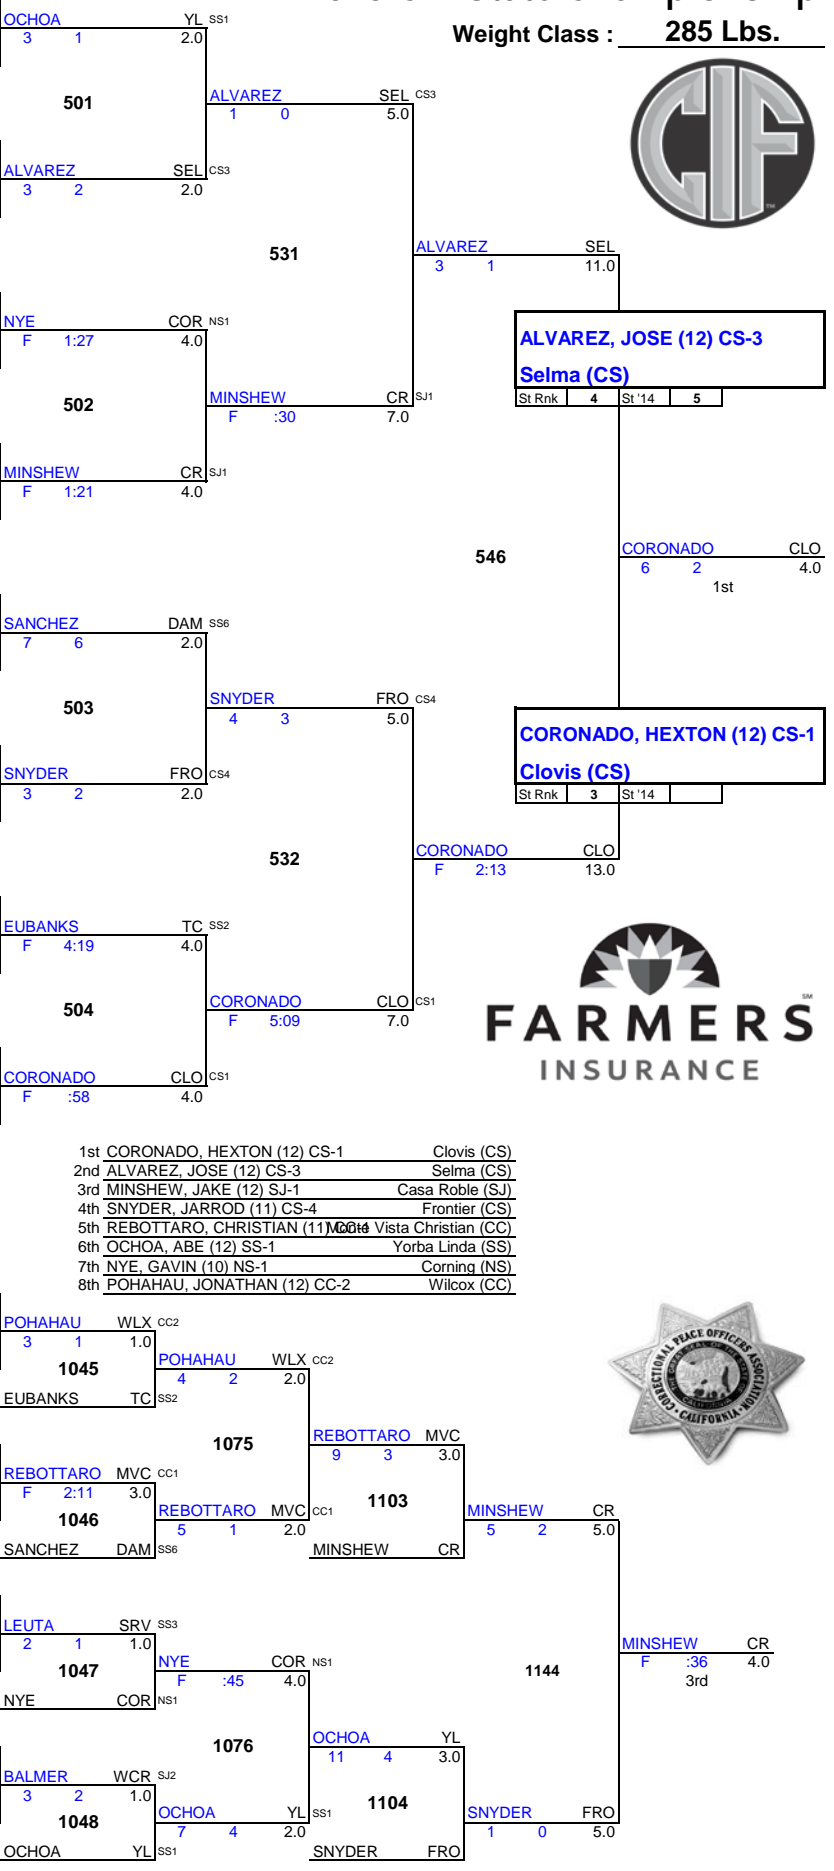 Weight Class : 285 Lbs.
OCHOA YL SS1
3 1 2.0
501
ALVAREZ SEL CS3
1 0 5.0
ALVAREZ SEL CS3
3 2 2.0
531
ALVAREZ SEL
3 1 11.0
NYE COR NS1
F 1:27 4.0
502
MINSHEW CR SJ1
F :30 7.0
MINSHEW CR SJ1
F 1:21 4.0
CIF
TM
ALVAREZ, JOSE (12) CS-3
Selma (CS)
St Rnk 4 St '14 5
546
CORONADO CLO
6 2 4.0
1st
SANCHEZ DAM SS6
7 6 2.0
503
SNYDER FRO CS4
4 3 5.0
SNYDER FRO CS4
3 2 2.0
CORONADO, HEXTON (12) CS-1
Clovis (CS)
St Rnk 3 St '14
532
CORONADO CLO
F 2:13 13.0
EUBANKS TC SS2
F 4:19 4.0
504
CORONADO CLO CS1
F 5:09 7.0
CORONADO CLO CS1
F :58 4.0
FARMERS SM
INSURANCE
1st CORONADO, HEXTON (12) CS-1 Clovis (CS)
2nd ALVAREZ, JOSE (12) CS-3 Selma (CS)
3rd MINSHEW, JAKE (12) SJ-1 Casa Roble (SJ)
4th SNYDER, JARROD (11) CS-4 Frontier (CS)
5th REBOTTARO, CHRISTIAN (11) CC-1 Monte Vista Christian (CC)
6th OCHOA, ABE (12) SS-1 Yorba Linda (SS)
7th NYE, GAVIN (10) NS-1 Corning (NS)
8th POHAHAU, JONATHAN (12) CC-2 Wilcox (CC)
POHAHAU WLX CC2
3 1 1.0
1045
POHAHAU WLX CC2
4 2 2.0
EUBANKS TC SS2
1075
REBOTTARO MVC
9 3 3.0
REBOTTARO MVC CC1
F 2:11 3.0
1046
REBOTTARO MVC CC1
5 1 2.0
SANCHEZ DAM SS6
1103
MINSHEW CR
MINSHEW CR
5 2 5.0
CORRECTIONAL PEACE OFFICERS ASSOCIATION
CALIFORNIA
LEUTA SRV SS3
2 1 1.0
1047
NYE COR NS1
F :45 4.0
NYE COR NS1
1144
MINSHEW CR
F :36 4.0
3rd
1076
OCHOA YL
11 4 3.0
BALMER WCR SJ2
3 2 1.0
1048
OCHOA YL SS1
7 4 2.0
OCHOA YL SS1
1104
SNYDER FRO
SNYDER FRO
1 0 5.0